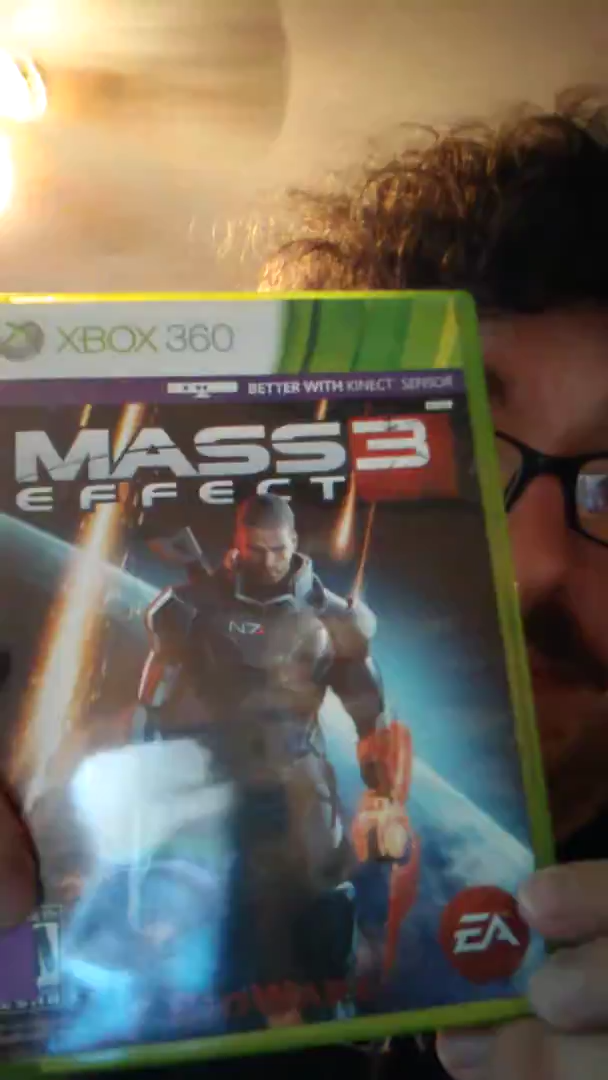 XBOX 360
BETTER WITH KINECT SENSOR
MASS 3
EFFECT
N7
EA